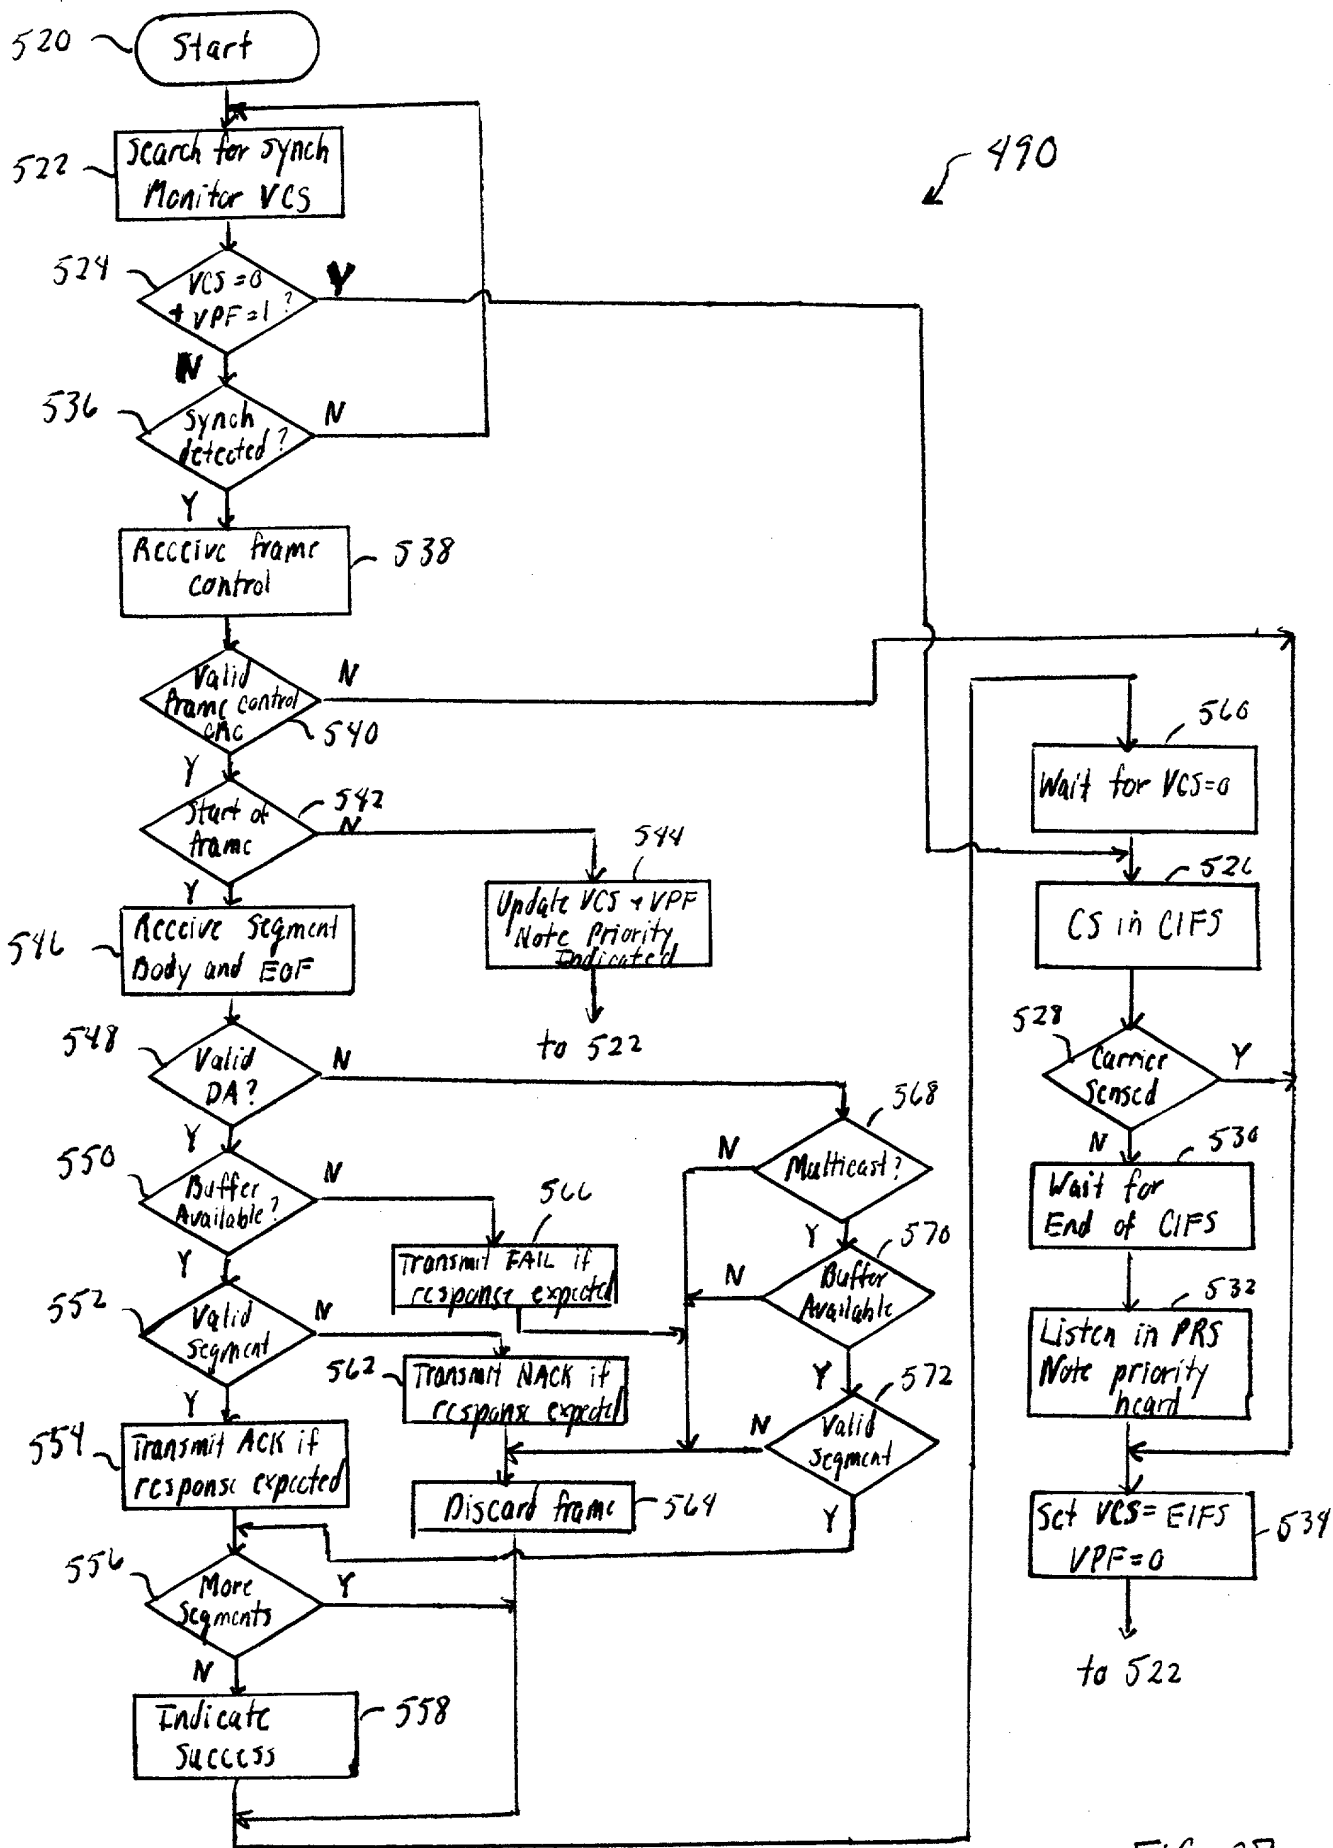 520
Start
490
522
Search for synch
Monitor VCS
524
VCS=0
+ VPF=1?
Y
N
536
Synch
detected?
N
Y
Receive frame
control
538
Valid
frame control
CRC
N
540
Y
560
Wait for VCS=0
Start of
frame
542
N
Y
544
Update VCS + VPF
Note Priority
Indicated
to 522
526
CS in CIFS
546
Receive Segment
Body and EOF
528
Carrier
Sensed
Y
N
548
Valid
DA?
N
Y
568
Multicast?
N
Y
530
Wait for
End of CIFS
550
Buffer
Available?
N
Y
566
Transmit FAIL if
response expected
570
Buffer
Available
N
Y
532
Listen in PRS
Note priority
heard
552
Valid
segment
N
Y
562
Transmit NACK if
response expected
572
Valid
segment
N
Y
554
Transmit ACK if
response expected
Discard frame
564
Set VCS=EIFS
VPF=0
534
to 522
556
More
Segments
Y
N
Indicate
Success
558